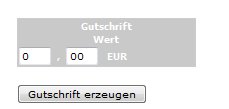 Gutschrift
Wert
0 , 00 EUR
Gutschrift erzeugen